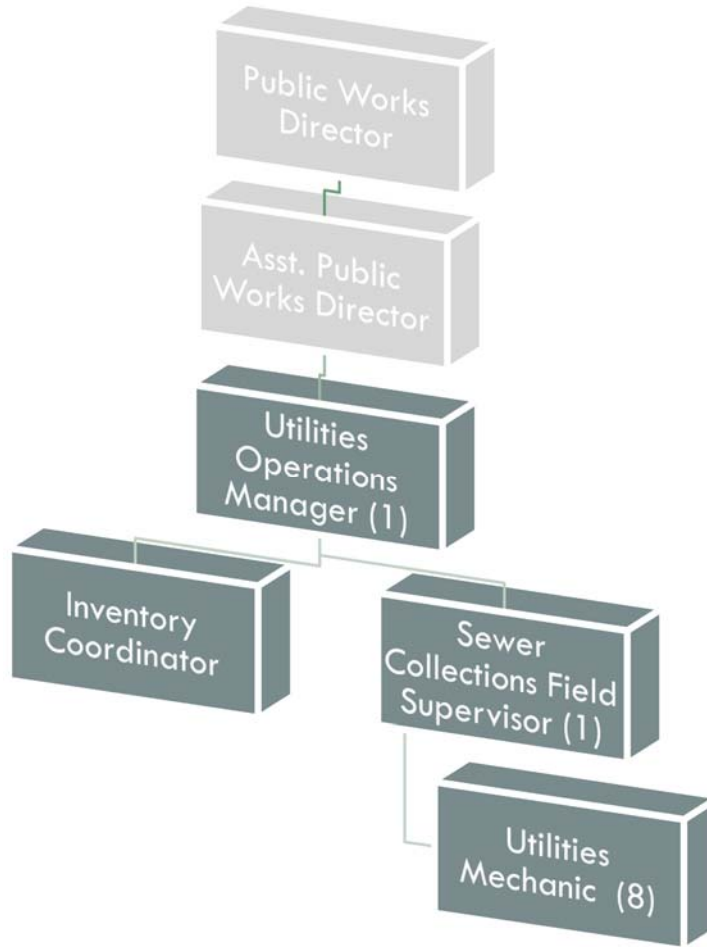 Public Works
Director
Asst. Public
Works Director
Utilities
Operations
Manager (1)
Inventory
Coordinator
Sewer
Collections Field
Supervisor (1)
Utilities
Mechanic (8)